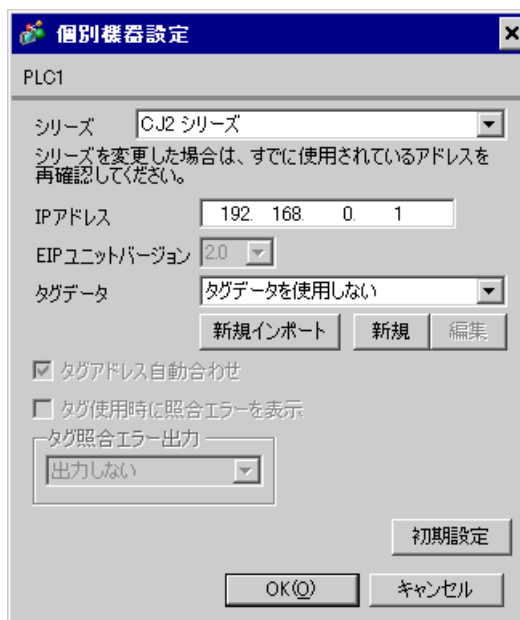 個別機器設定
PLC1
シリーズ CJ2 シリーズ
シリーズを変更した場合は、すでに使用されているアドレスを
再確認してください。
IPアドレス 192. 168. 0. 1
EIPユニットバージョン 2.0
タグデータ タグデータを使用しない
新規インポート 新規 編集
タグアドレス自動合わせ
タグ使用時に照合エラーを表示
タグ照合エラー出力
出力しない
初期設定
OK(O) キャンセル